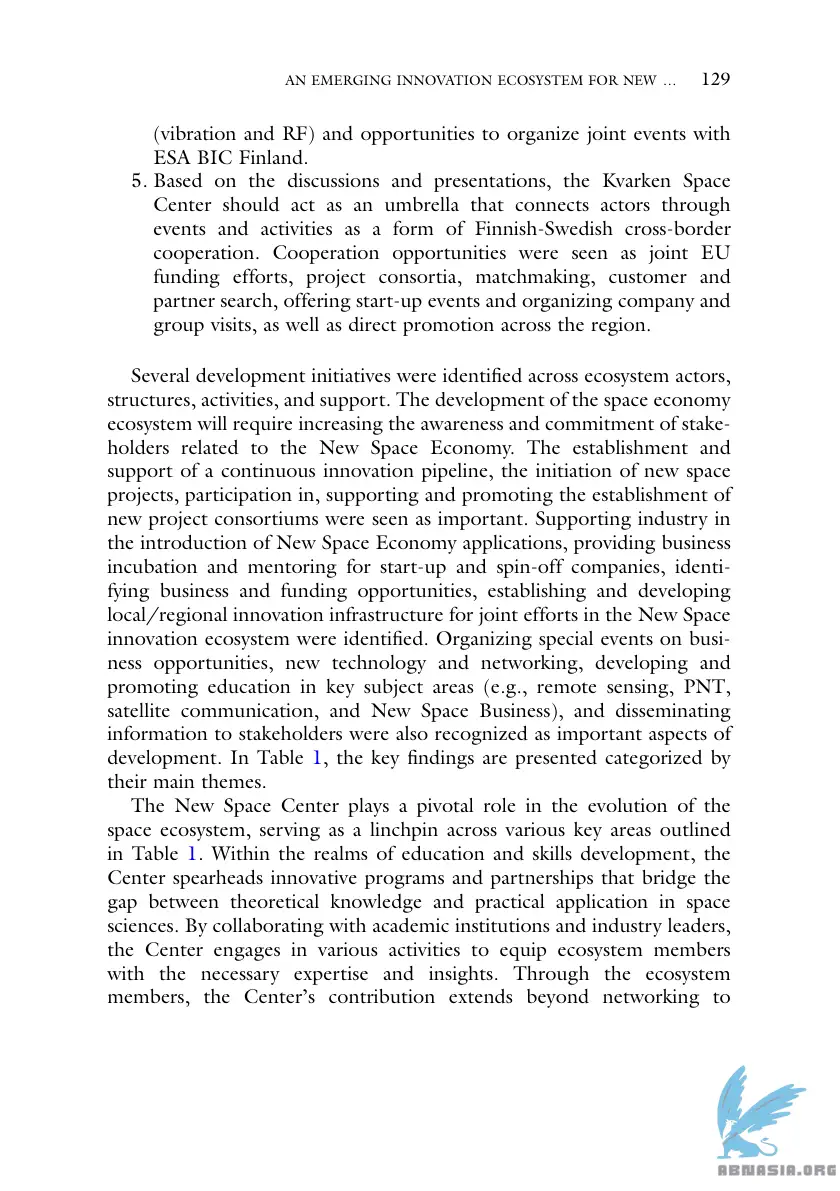 AN EMERGING INNOVATION ECOSYSTEM FOR NEW … 129
(vibration and RF) and opportunities to organize joint events with
ESA BIC Finland.
5. Based on the discussions and presentations, the Kvarken Space
Center should act as an umbrella that connects actors through
events and activities as a form of Finnish-Swedish cross-border
cooperation. Cooperation opportunities were seen as joint EU
funding efforts, project consortia, matchmaking, customer and
partner search, offering start-up events and organizing company and
group visits, as well as direct promotion across the region.
Several development initiatives were identified across ecosystem actors,
structures, activities, and support. The development of the space economy
ecosystem will require increasing the awareness and commitment of stake-
holders related to the New Space Economy. The establishment and
support of a continuous innovation pipeline, the initiation of new space
projects, participation in, supporting and promoting the establishment of
new project consortiums were seen as important. Supporting industry in
the introduction of New Space Economy applications, providing business
incubation and mentoring for start-up and spin-off companies, identi-
fying business and funding opportunities, establishing and developing
local/regional innovation infrastructure for joint efforts in the New Space
innovation ecosystem were identified. Organizing special events on busi-
ness opportunities, new technology and networking, developing and
promoting education in key subject areas (e.g., remote sensing, PNT,
satellite communication, and New Space Business), and disseminating
information to stakeholders were also recognized as important aspects of
development. In Table 1, the key findings are presented categorized by
their main themes.
The New Space Center plays a pivotal role in the evolution of the
space ecosystem, serving as a linchpin across various key areas outlined
in Table 1. Within the realms of education and skills development, the
Center spearheads innovative programs and partnerships that bridge the
gap between theoretical knowledge and practical application in space
sciences. By collaborating with academic institutions and industry leaders,
the Center engages in various activities to equip ecosystem members
with the necessary expertise and insights. Through the ecosystem
members, the Center's contribution extends beyond networking to
ABNASIA.ORG